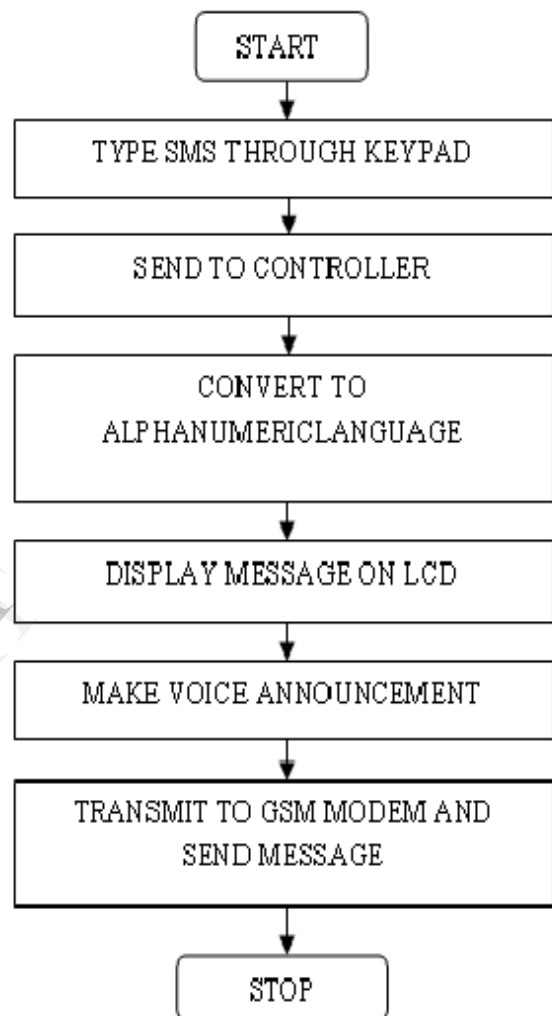 START
TYPE SMS THROUGH KEYPAD
SEND TO CONTROLLER
CONVERT TO
ALPHANUMERICLANGUAGE
DISPLAY MESSAGE ON LCD
MAKE VOICE ANNOUNCEMENT
TRANSMIT TO GSM MODEM AND
SEND MESSAGE
STOP